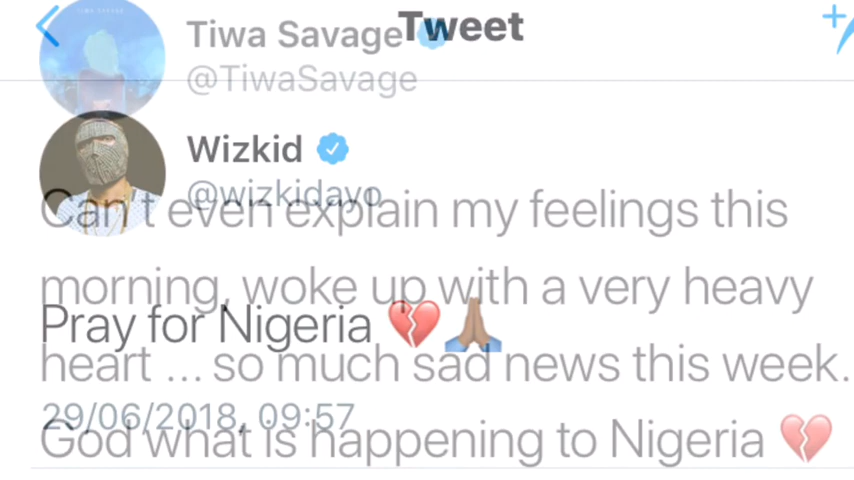 Tweet
Tiwa Savage
@TiwaSavage
Wizkid
@wizkidayo
Can't even explain my feelings this
morning, woke up with a very heavy
Pray for Nigeria 💔🙏🏽
heart ... so much sad news this week.
29/06/2018, 09:57
God what is happening to Nigeria 💔